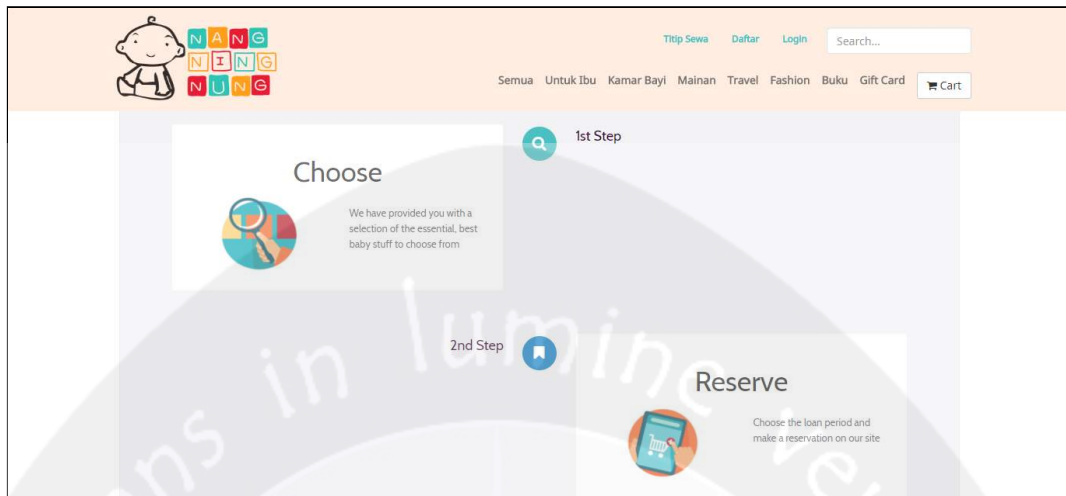 NANG
NING
NUNG
Titip Sewa Daftar Login Search...
Semua Untuk Ibu Kamar Bayi Mainan Travel Fashion Buku Gift Card Cart
1st Step
Choose
We have provided you with a
selection of the essential, best
baby stuff to choose from
2nd Step
Reserve
Choose the loan period and
make a reservation on our site
in lumine